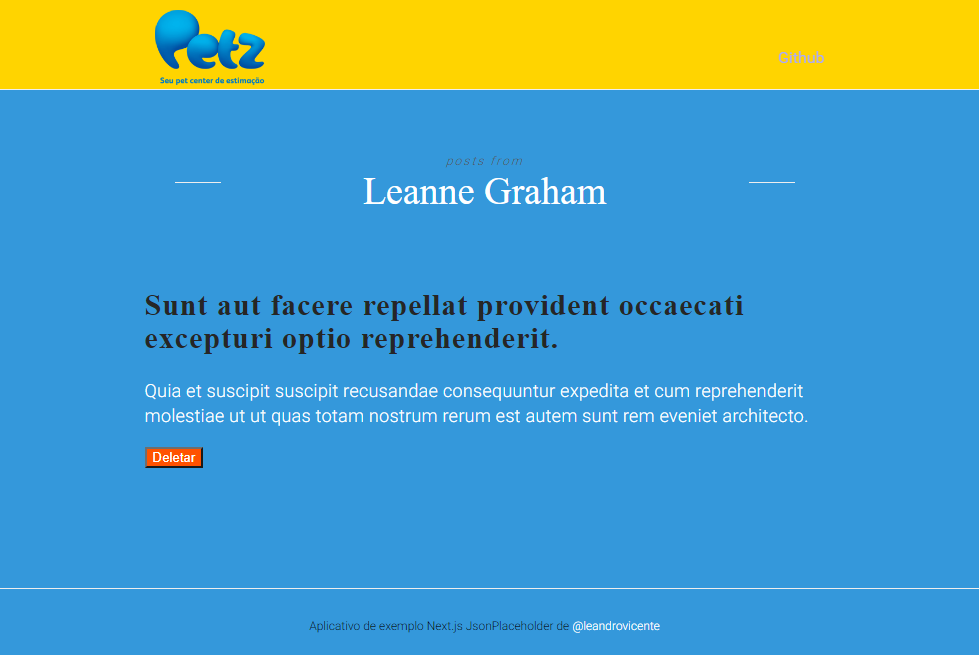 Petz
Seu pet center de estimação
Github
posts from
Leanne Graham
Sunt aut facere repellat provident occaecati
excepturi optio reprehenderit.
Quia et suscipit suscipit recusandae consequuntur expedita et cum reprehenderit
molestiae ut ut quas totam nostrum rerum est autem sunt rem eveniet architecto.
Deletar
Aplicativo de exemplo Next.js JsonPlaceholder de @leandrovicente